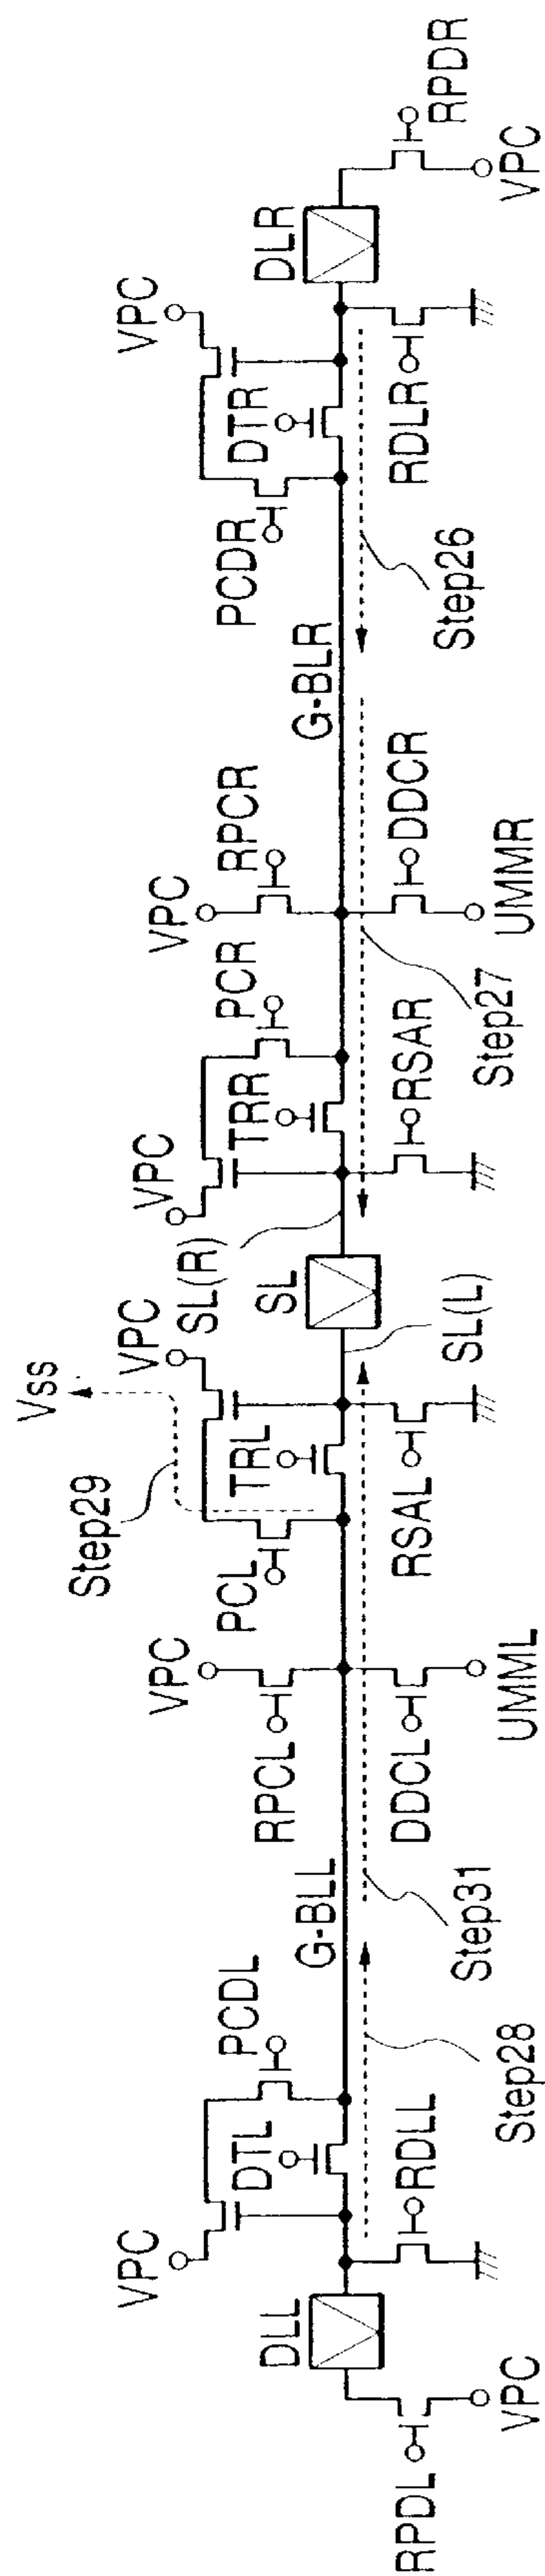 RPDL
VPC
DLL
VPC
RDLL
DTL
PCDL
Step28
G-BLL
Step31
RPCL
VPC
DDCL
UMML
PCL
Step29
TRL
RSAL
Vss
VPC
SL(L)
SL
SL(R)
VPC
TRR
PCR
RSAR
Step27
VPC
RPCR
DDCR
UMMR
G-BLR
Step26
PCDR
DTR
VPC
RDLR
DLR
RPDR
VPC